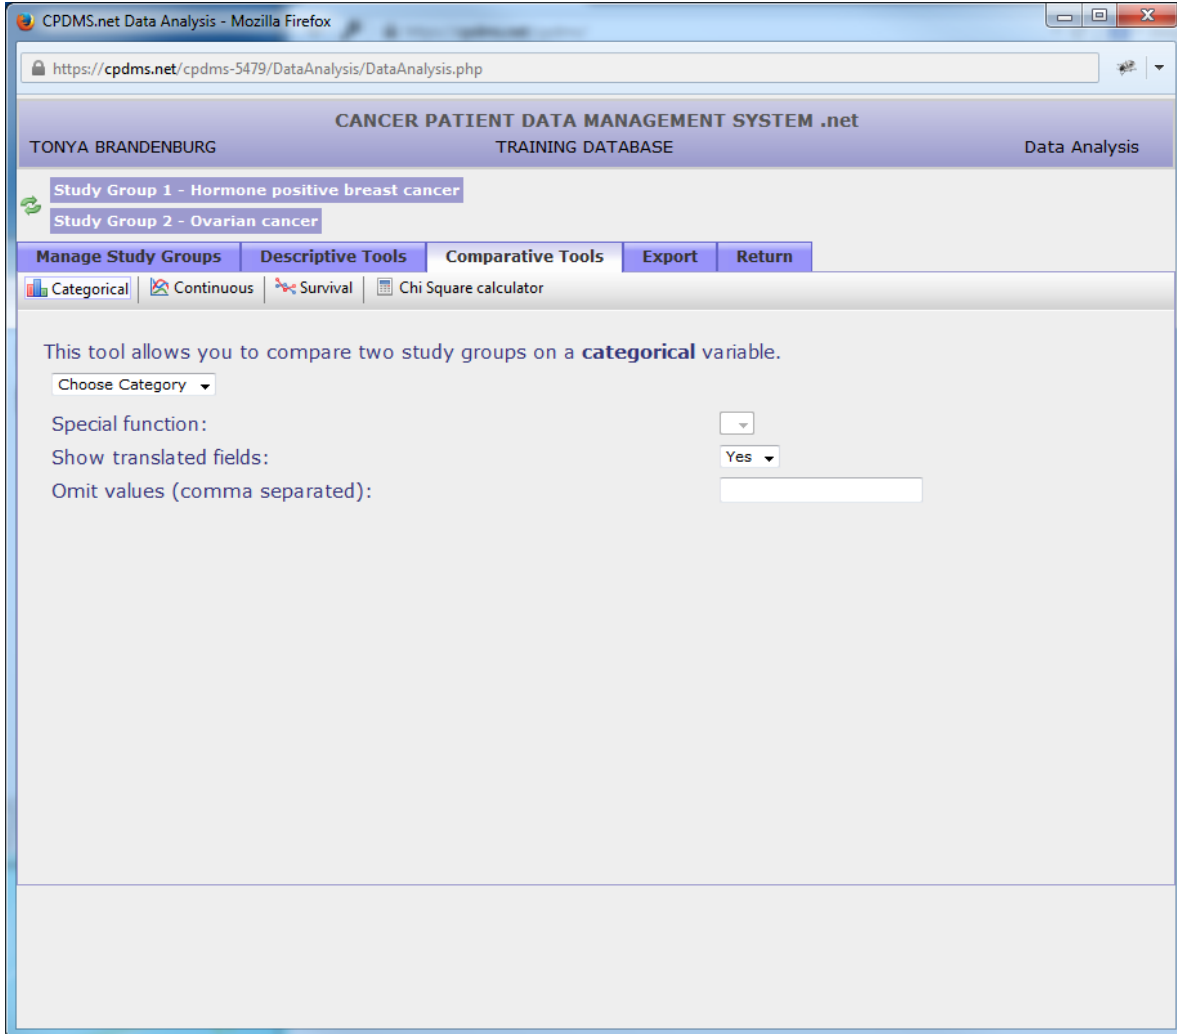 CPDMS.net Data Analysis - Mozilla Firefox
https://cpdms.net/cpdms-5479/DataAnalysis/DataAnalysis.php
CANCER PATIENT DATA MANAGEMENT SYSTEM .net
TONYA BRANDENBURG TRAINING DATABASE Data Analysis
Study Group 1 - Hormone positive breast cancer
Study Group 2 - Ovarian cancer
Manage Study Groups Descriptive Tools Comparative Tools Export Return
Categorical Continuous Survival Chi Square calculator
This tool allows you to compare two study groups on a categorical variable.
Choose Category
Special function:
Show translated fields: Yes
Omit values (comma separated):